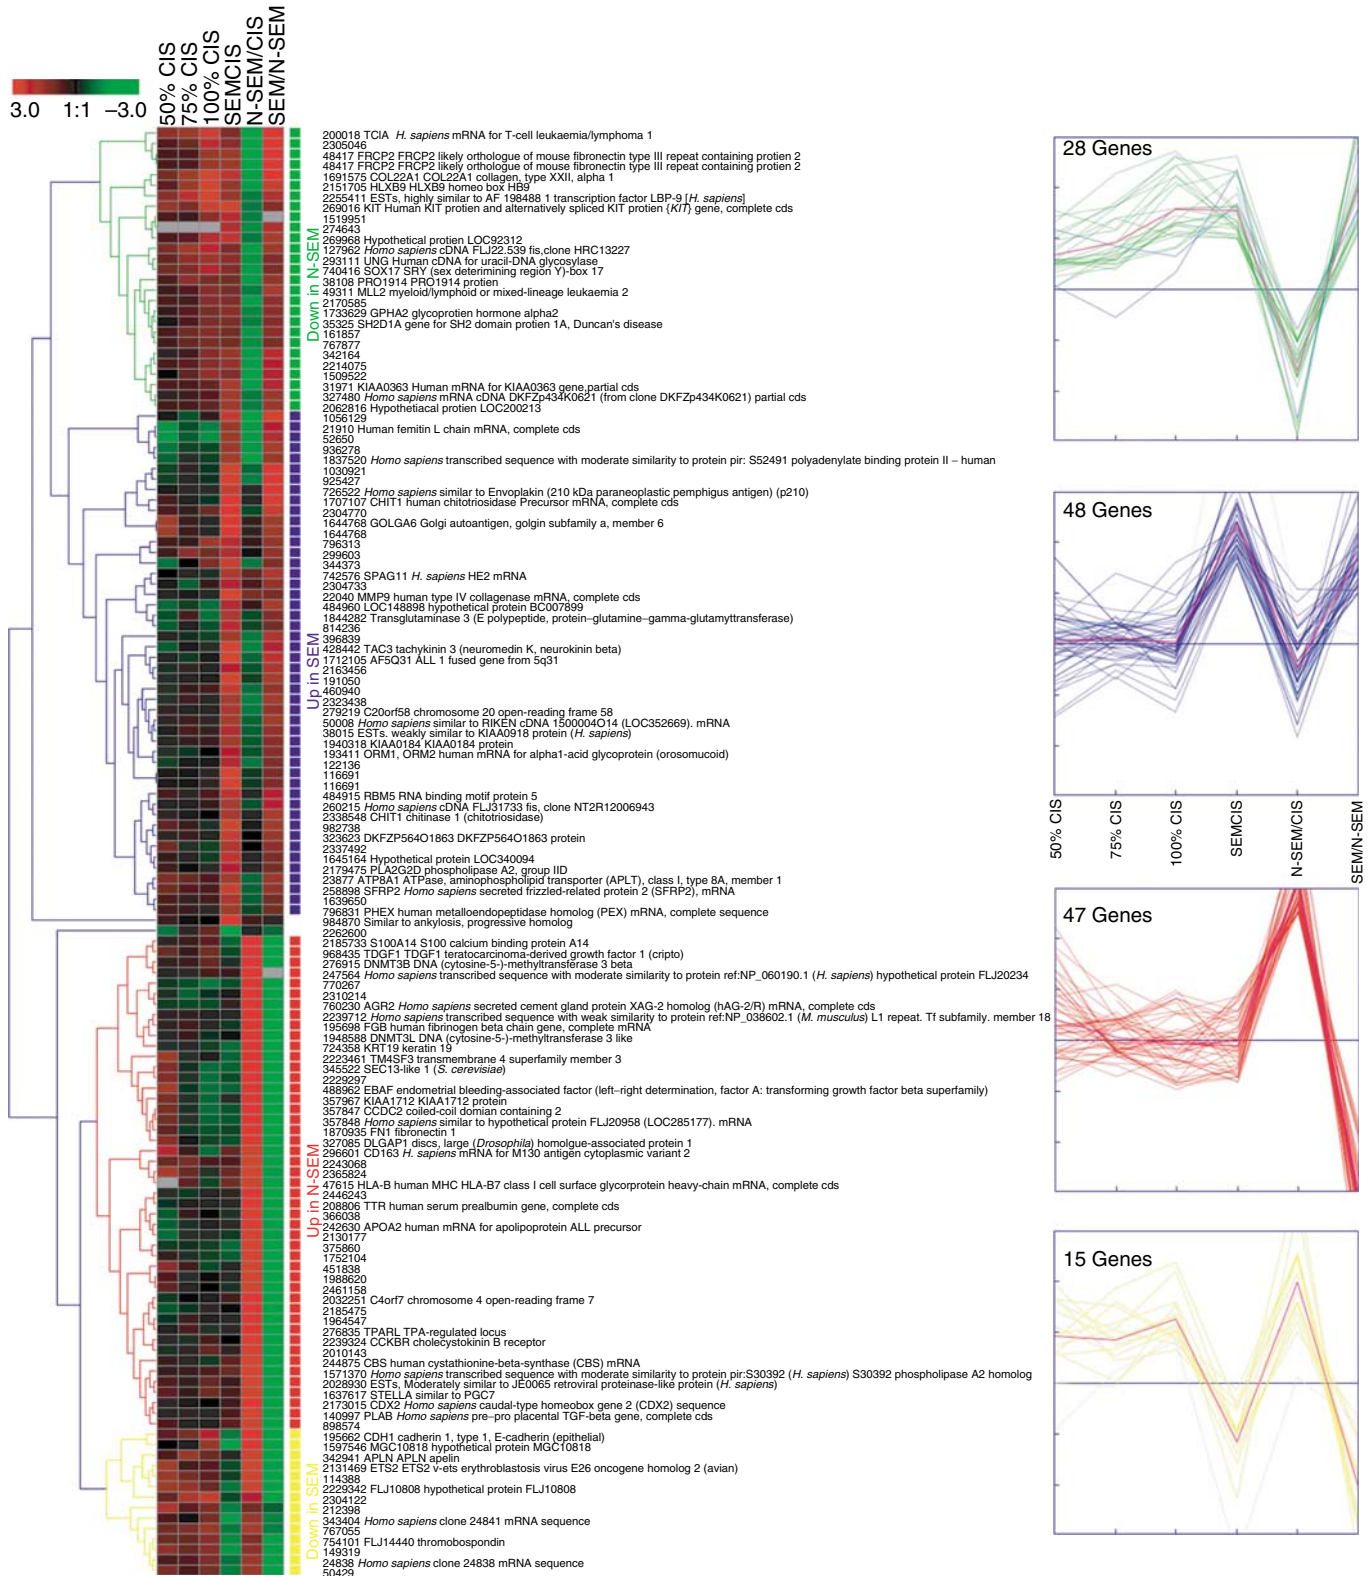 3.0 1:1 –3.0
50% CIS
75% CIS
100% CIS
SEMCIS
N-SEM/CIS
SEM/N-SEM
Down in N-SEM
200018 TCIA H. sapiens mRNA for T-cell leukaemia/lymphoma 1
2305046
48417 FRCP2 FRCP2 likely orthologue of mouse fibronectin type III repeat containing protien 2
48417 FRCP2 FRCP2 likely orthologue of mouse fibronectin type III repeat containing protien 2
1691575 COL22A1 COL22A1 collagen, type XXII, alpha 1
2151705 HLXB9 HLXB9 homeo box HB9
2255411 ESTs, highly similar to AF 198488 1 transcription factor LBP-9 [H. sapiens]
269016 KIT Human KIT protien and alternatively spliced KIT protien {KIT} gene, complete cds
1519951
274643
269968 Hypothetical protien LOC92312
127962 Homo sapiens cDNA FLJ22.539 fis,clone HRC13227
293111 UNG Human cDNA for uracil-DNA glycosylase
740416 SOX17 SRY (sex deterimining region Y)-box 17
38108 PRO1914 PRO1914 protien
49311 MLL2 myeloid/lymphoid or mixed-lineage leukaemia 2
2170585
1733629 GPHA2 glycoprotien hormone alpha2
35325 SH2D1A gene for SH2 domain protien 1A, Duncan's disease
161857
767877
342164
2214075
1509522
31971 KIAA0363 Human mRNA for KIAA0363 gene,partial cds
327480 Homo sapiens mRNA cDNA DKFZp434K0621 (from clone DKFZp434K0621) partial cds
2062816 Hypothetiacal protien LOC200213
Up in SEM
1056129
21910 Human femitin L chain mRNA, complete cds
52650
936278
1837520 Homo sapiens transcribed sequence with moderate similarity to protein pir: S52491 polyadenylate binding protein II – human
1030921
925427
726522 Homo sapiens similar to Envoplakin (210 kDa paraneoplastic pemphigus antigen) (p210)
1707107 CHIT1 human chitotriosidase Precursor mRNA, complete cds
2304770
1644768 GOLGA6 Golgi autoantigen, golgin subfamily a, member 6
1644768
796313
299603
344373
742576 SPAG11 H. sapiens HE2 mRNA
2304733
22040 MMP9 human type IV collagenase mRNA, complete cds
484960 LOC148898 hypothetical protein BC007899
1844282 Transglutaminase 3 (E polypeptide, protein–glutamine–gamma-glutamyttransferase)
814236
396839
428442 TAC3 tachykinin 3 (neuromedin K, neurokinin beta)
1712105 AF5Q31 ALL 1 fused gene from 5q31
2163456
191050
460940
2323438
279219 C20orf58 chromosome 20 open-reading frame 58
50008 Homo sapiens similar to RIKEN cDNA 1500004O14 (LOC352669). mRNA
38015 ESTs. weakly similar to KIAA0918 protein (H. sapiens)
1940318 KIAA0184 KIAA0184 protein
193411 ORM1, ORM2 human mRNA for alpha1-acid glycoprotein (orosomucoid)
122136
116691
116691
484915 RBM5 RNA binding motif protein 5
260215 Homo sapiens cDNA FLJ31733 fis, clone NT2R12006943
2338548 CHIT1 chitinase 1 (chitotriosidase)
982738
323623 DKFZP564O1863 DKFZP564O1863 protein
2337492
1645164 Hypothetical protein LOC340094
2179475 PLA2G2D phospholipase A2, group IID
23877 ATP8A1 ATPase, aminophospholipid transporter (APLT), class I, type 8A, member 1
258898 SFRP2 Homo sapiens secreted frizzled-related protein 2 (SFRP2), mRNA
1639650
796831 PHEX human metalloendopeptidase homolog (PEX) mRNA, complete sequence
984870 Similar to ankylosis, progressive homolog
2262600
Up in N-SEM
2185733 S100A14 S100 calcium binding protein A14
968435 TDGF1 TDGF1 teratocarcinoma-derived growth factor 1 (cripto)
276915 DNMT3B DNA (cytosine-5-)-methyltransferase 3 beta
247564 Homo sapiens transcribed sequence with moderate similarity to protein ref:NP_060190.1 (H. sapiens) hypothetical protein FLJ20234
770267
2310214
760230 AGR2 Homo sapiens secreted cement gland protein XAG-2 homolog (hAG-2/R) mRNA, complete cds
2239712 Homo sapiens transcribed sequence with weak similarity to protein ref:NP_038602.1 (M. musculus) L1 repeat. Tf subfamily. member 18
195698 FGB human fibrinogen beta chain gene, complete mRNA
1948588 DNMT3L DNA (cytosine-5-)-methyltransferase 3 like
724358 KRT19 keratin 19
2223461 TM4SF3 transmembrane 4 superfamily member 3
345522 SEC13-like 1 (S. cerevisiae)
2229297
488962 EBAF endometrial bleeding-associated factor (left–right determination, factor A: transforming growth factor beta superfamily)
357967 KIAA1712 KIAA1712 protein
357847 CCDC2 coiled-coil domian containing 2
357848 Homo sapiens similar to hypothetical protein FLJ20958 (LOC285177). mRNA
1870935 FN1 fibronectin 1
327085 DLGAP1 discs, large (Drosophila) homolgue-associated protein 1
296601 CD163 H. sapiens mRNA for M130 antigen cytoplasmic variant 2
2243068
2365824
47615 HLA-B human MHC HLA-B7 class I cell surface glycorprotein heavy-chain mRNA, complete cds
2446243
208806 TTR human serum prealbumin gene, complete cds
366038
242630 APOA2 human mRNA for apolipoprotein ALL precursor
2130177
375860
1752104
451838
1988620
2461158
2032251 C4orf7 chromosome 4 open-reading frame 7
2185475
1964547
276835 TPARL TPA-regulated locus
2239324 CCKBR cholecystokinin B receptor
2010143
244875 CBS human cystathionine-beta-synthase (CBS) mRNA
1571370 Homo sapiens transcribed sequence with moderate similarity to protein pir:S30392 (H. sapiens) S30392 phospholipase A2 homolog
2028930 ESTs, Moderately similar to JE0065 retroviral proteinase-like protein (H. sapiens)
1637617 STELLA similar to PGC7
2173015 CDX2 Homo sapiens caudal-type homeobox gene 2 (CDX2) sequence
140997 PLAB Homo sapiens pre–pro placental TGF-beta gene, complete cds
898574
Down in SEM
195662 CDH1 cadherin 1, type 1, E-cadherin (epithelial)
1597546 MGC10818 hypothetical protein MGC10818
342941 APLN APLN apelin
2131469 ETS2 ETS2 v-ets erythroblastosis virus E26 oncogene homolog 2 (avian)
114388
2229342 FLJ10808 hypothetical protein FLJ10808
2304122
212398
343404 Homo sapiens clone 24841 mRNA sequence
767055
754101 FLJ14440 thrombospondin
149319
24838 Homo sapiens clone 24838 mRNA sequence
50429
28 Genes
48 Genes
50% CIS
75% CIS
100% CIS
SEMCIS
N-SEM/CIS
SEM/N-SEM
47 Genes
15 Genes